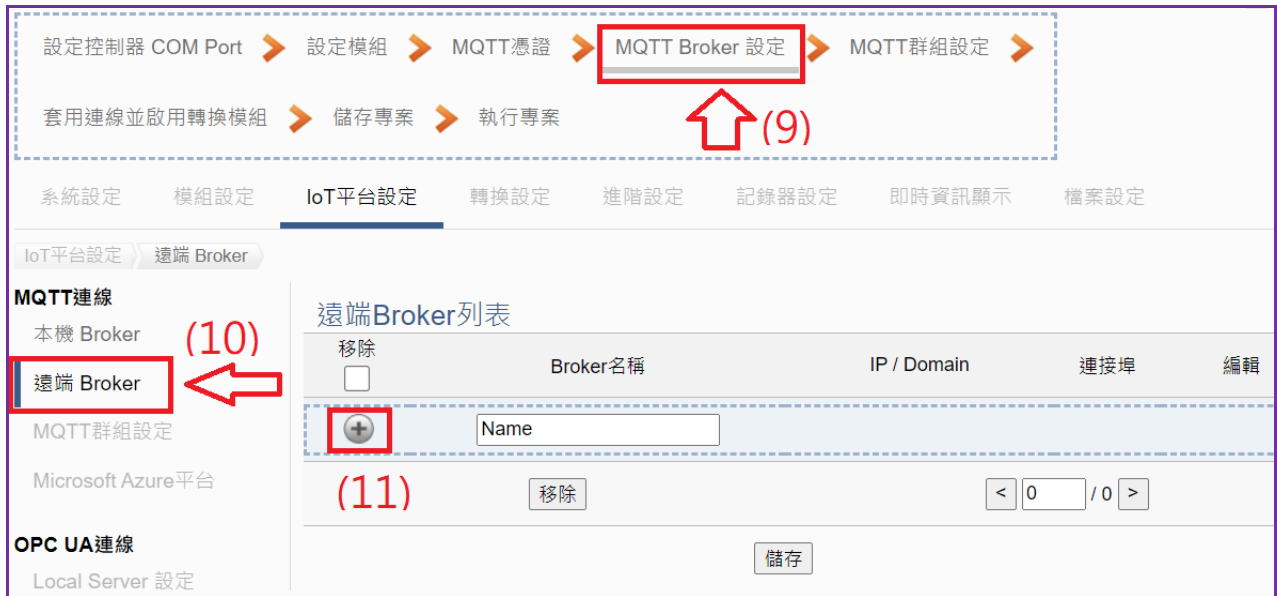 設定控制器 COM Port 設定模組 MQTT憑證 MQTT Broker 設定 MQTT群組設定
套用連線並啟用轉換模組 儲存專案 執行專案
(9)
系統設定 模組設定 IoT平台設定 轉換設定 進階設定 記錄器設定 即時資訊顯示 檔案設定
IoT平台設定 遠端 Broker
MQTT連線
本機 Broker
(10)
遠端 Broker
MQTT群組設定
Microsoft Azure平台
OPC UA連線
Local Server 設定
遠端Broker列表
移除 Broker名稱 IP / Domain 連接埠 編輯
Name
(11)
移除 < 0 / 0 >
儲存